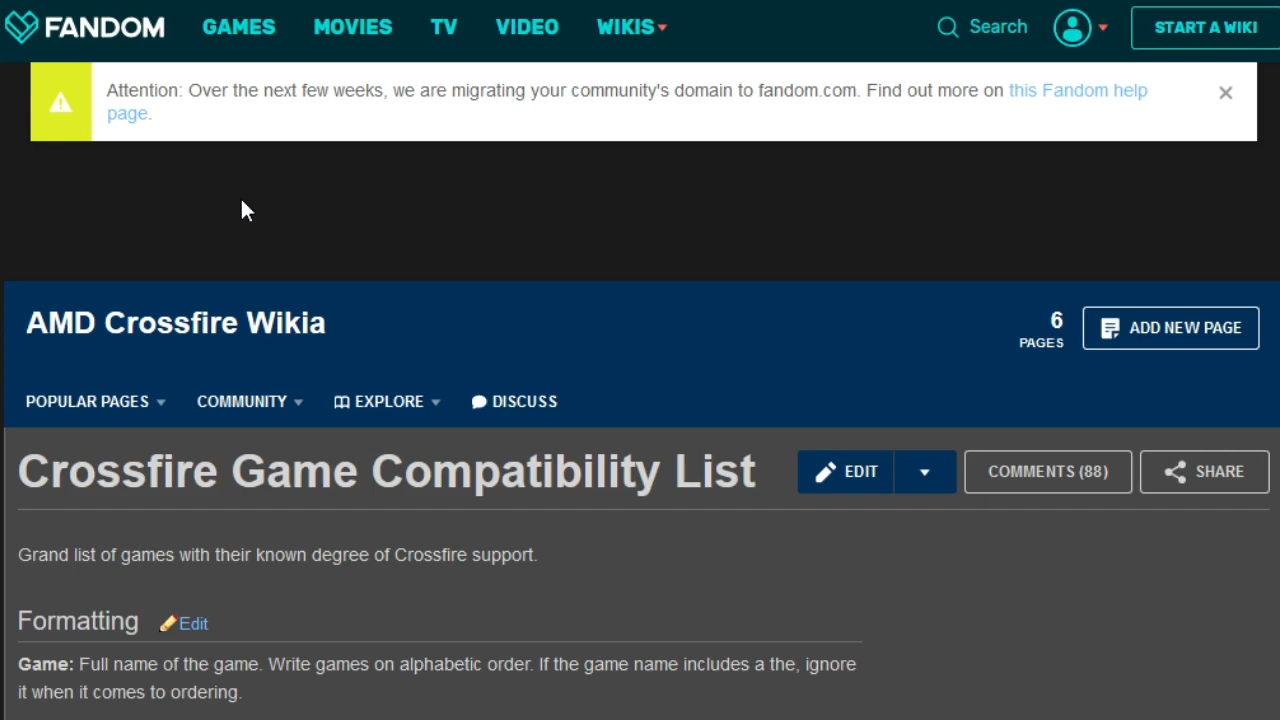 FANDOM GAMES MOVIES TV VIDEO WIKIS Search START A WIKI
Attention: Over the next few weeks, we are migrating your community's domain to fandom.com. Find out more on this Fandom help
page.
AMD Crossfire Wikia
6
PAGES
ADD NEW PAGE
POPULAR PAGES COMMUNITY EXPLORE DISCUSS
Crossfire Game Compatibility List EDIT COMMENTS (88) SHARE
Grand list of games with their known degree of Crossfire support.
Formatting Edit
Game: Full name of the game. Write games on alphabetic order. If the game name includes a the, ignore
it when it comes to ordering.